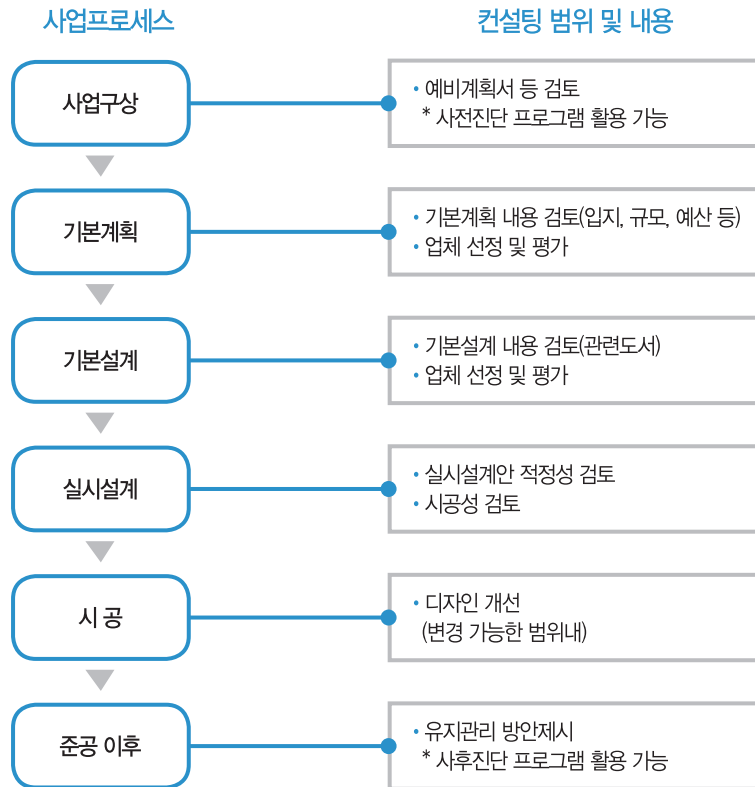 사업프로세스
컨설팅 범위 및 내용
사업구상
• 예비계획서 등 검토
* 사전진단 프로그램 활용 가능
기본계획
• 기본계획 내용 검토(입지, 규모, 예산 등)
• 업체 선정 및 평가
기본설계
• 기본설계 내용 검토(관련도서)
• 업체 선정 및 평가
실시설계
• 실시설계안 적정성 검토
• 시공성 검토
시 공
• 디자인 개선
(변경 가능한 범위내)
준공 이후
• 유지관리 방안제시
* 사후진단 프로그램 활용 가능